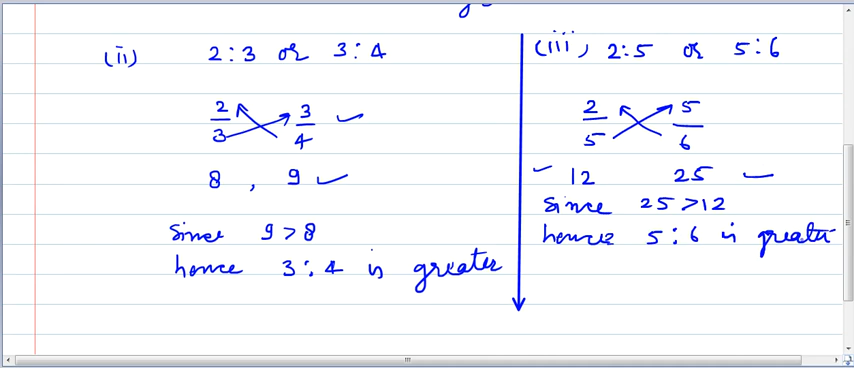 (ii) 2:3 or 3:4
2/3 3/4
8 , 9
Since 9 > 8
hence 3:4 is greater
(iii) 2:5 or 5:6
2/5 5/6
12 25
Since 25 > 12
hence 5:6 is greater